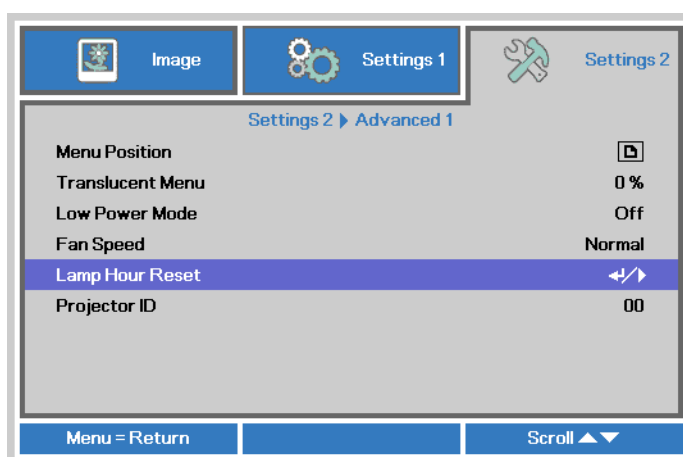 Image
Settings 1
Settings 2
Settings 2 ▶ Advanced 1
Menu Position
Translucent Menu 0 %
Low Power Mode Off
Fan Speed Normal
Lamp Hour Reset ↵/▶
Projector ID 00
Menu = Return
Scroll ▲▼